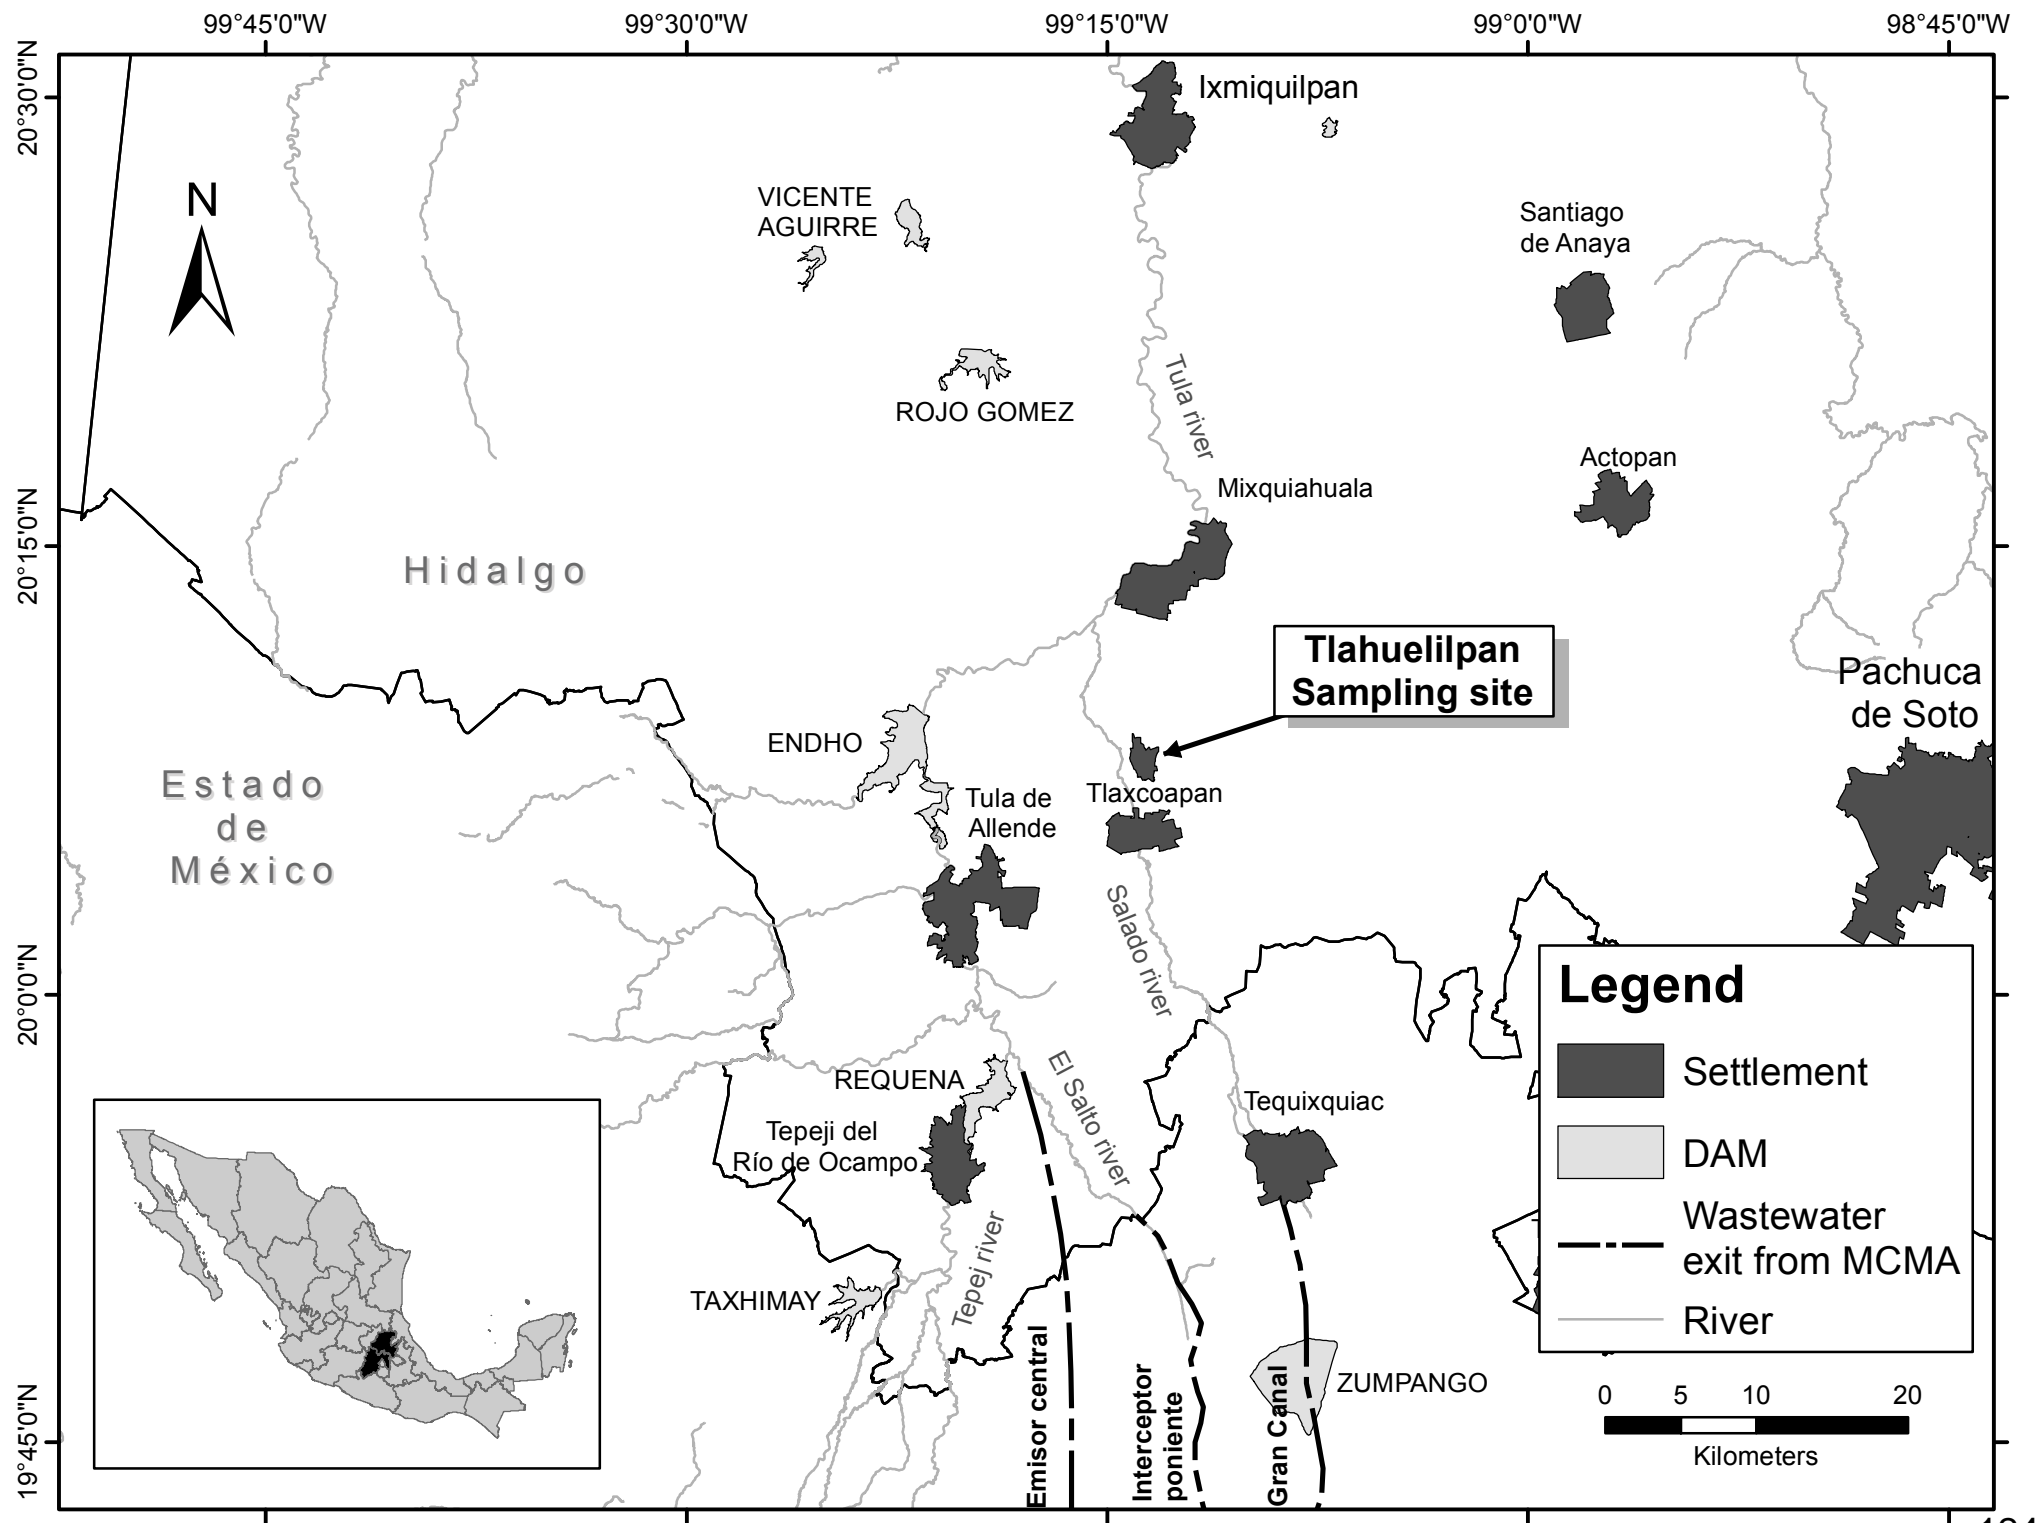 99°45'0"W
99°30'0"W
99°15'0"W
99°0'0"W
98°45'0"W
20°30'0"N
20°15'0"N
20°0'0"N
19°45'0"N
N
Ixmiquilpan
VICENTE
AGUIRRE
Santiago
de Anaya
ROJO GOMEZ
Tula river
Actopan
Mixquiahuala
Hidalgo
Tlahuelilpan
Sampling site
Pachuca
de Soto
ENDHO
Estado
de
México
Tula de
Allende
Tlaxcoapan
Salado river
REQUENA
El Salto river
Tequixquiac
Tepeji del
Río de Ocampo
Tepej river
TAXHIMAY
Emisor central
Interceptor
poniente
Gran Canal
ZUMPANGO
Legend
Settlement
DAM
Wastewater
exit from MCMA
River
0 5 10 20
Kilometers